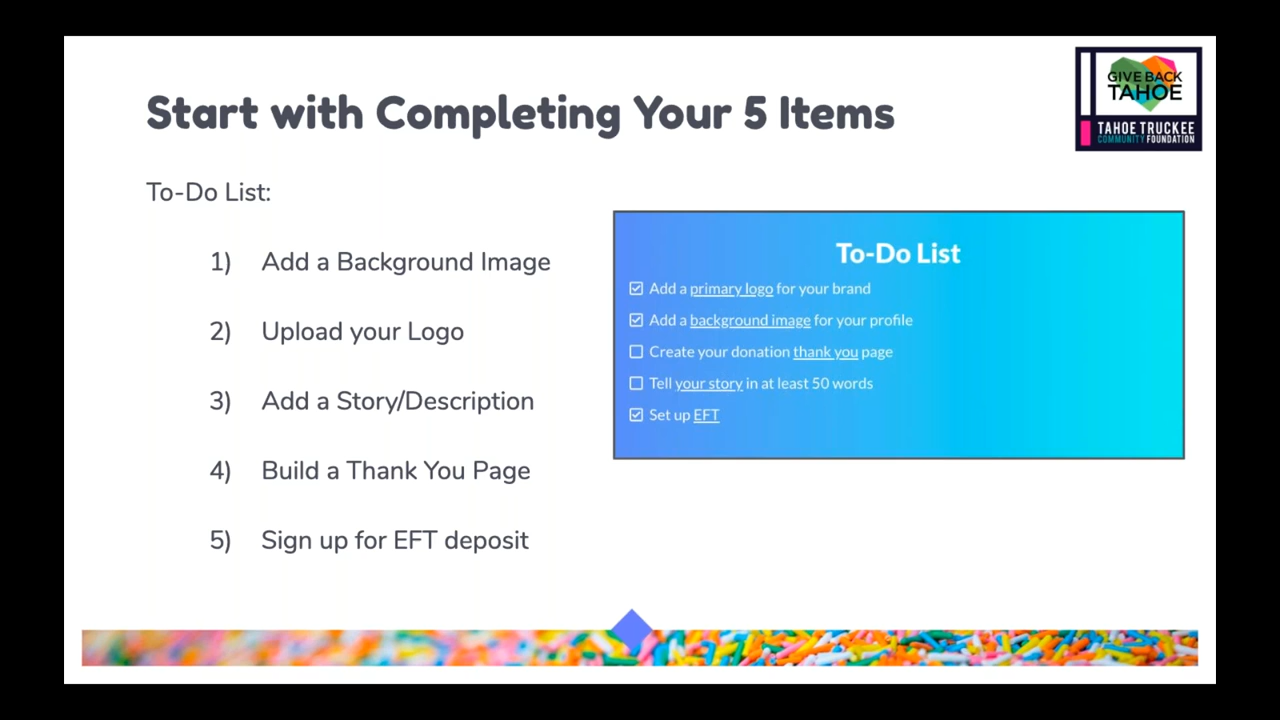 GIVE BACK
TAHOE
TAHOE TRUCKEE
COMMUNITY FOUNDATION
Start with Completing Your 5 Items
To-Do List:
1) Add a Background Image
2) Upload your Logo
3) Add a Story/Description
4) Build a Thank You Page
5) Sign up for EFT deposit
To-Do List
Add a primary logo for your brand
Add a background image for your profile
Create your donation thank you page
Tell your story in at least 50 words
Set up EFT